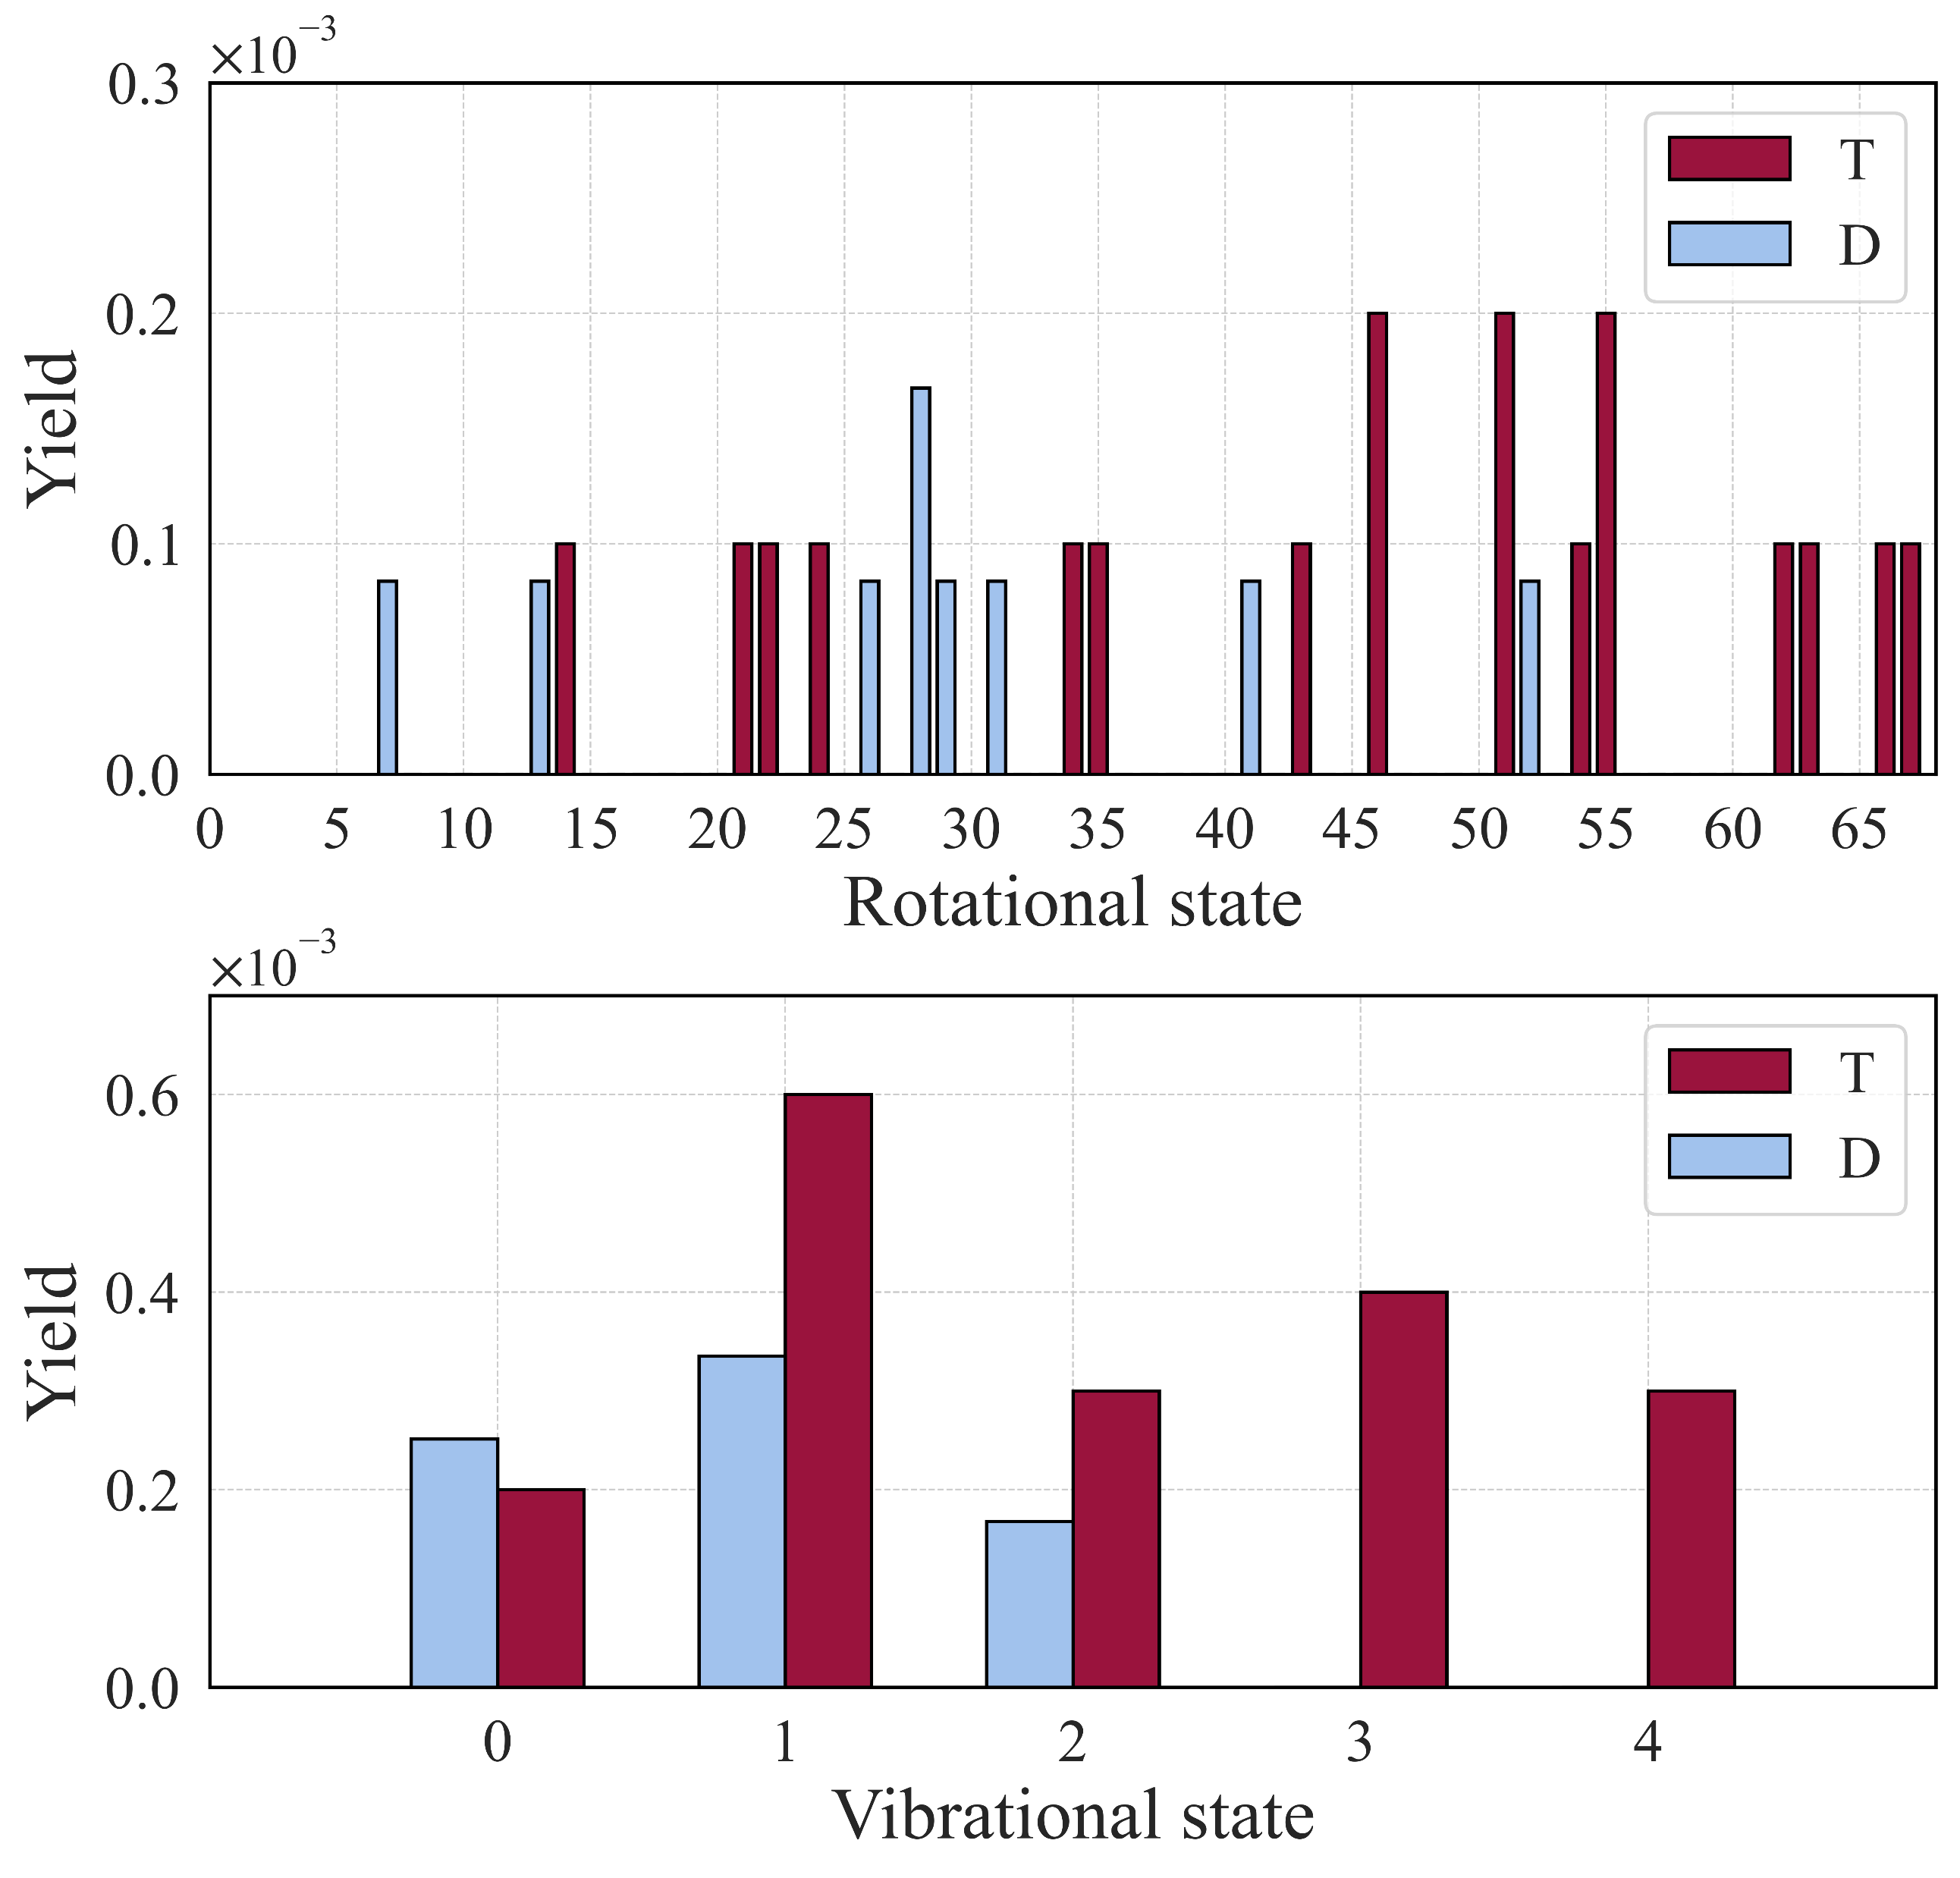 ×10⁻³
0.3
0.2
0.1
0.0
Yield
T
D
0 5 10 15 20 25 30 35 40 45 50 55 60 65
Rotational state
×10⁻³
0.6
0.4
0.2
0.0
Yield
T
D
0 1 2 3 4
Vibrational state